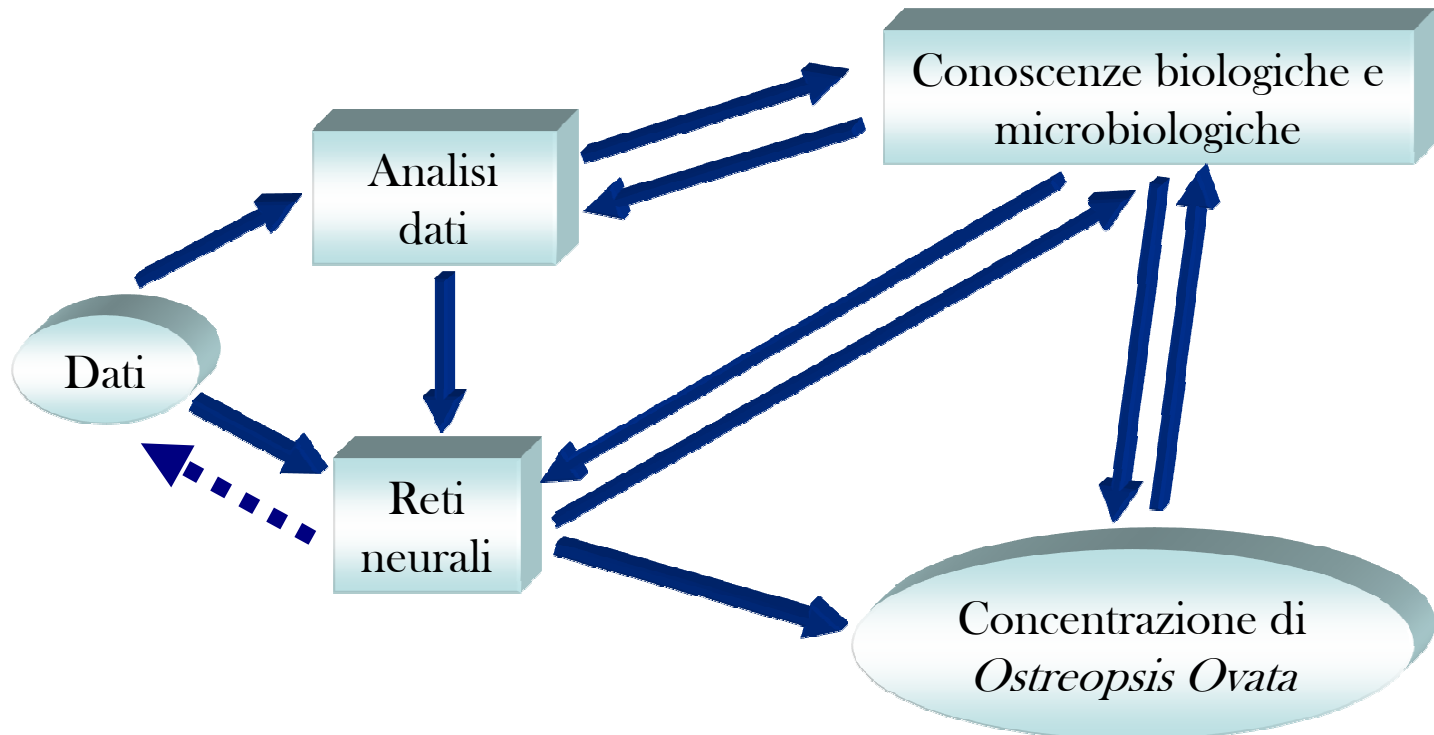 Conoscenze biologiche e
microbiologiche
Analisi
dati
Dati
Reti
neurali
Concentrazione di
Ostreopsis Ovata